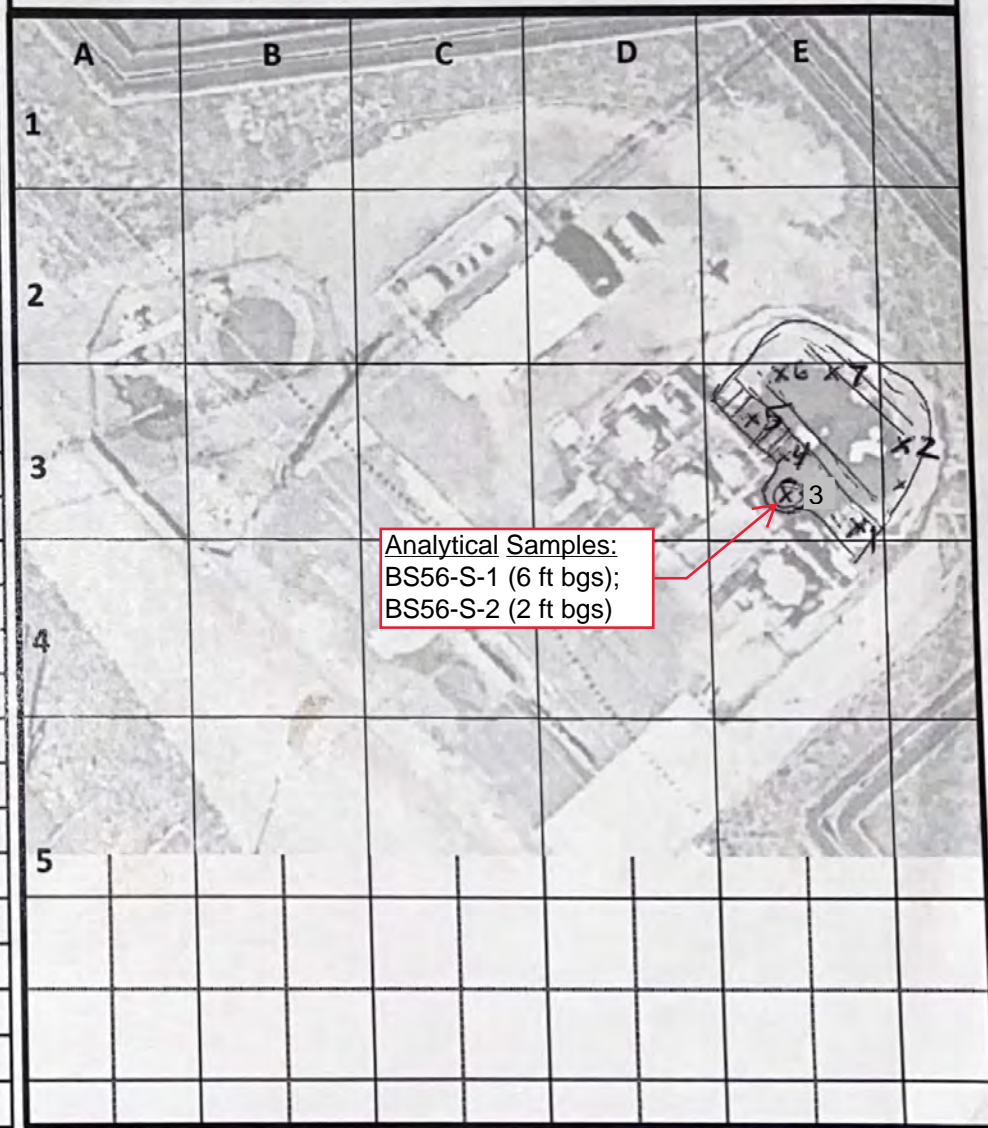 A B C D E
1
2
x6 x7
3
x5
x2
x4
x 3
x1
Analytical Samples:
BS56-S-1 (6 ft bgs);
BS56-S-2 (2 ft bgs)
4
5